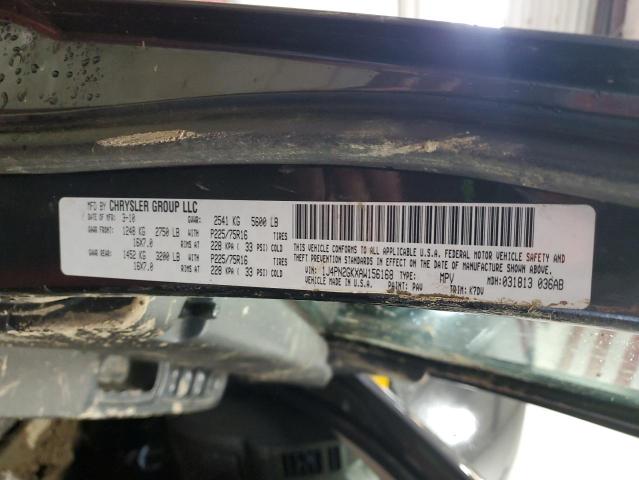 MFD BY CHRYSLER GROUP LLC
DATE OF MFR: 3-10 GVWR: 2541 KG 5600 LB
GAWR FRONT: 1248 KG 2750 LB WITH P225/75R16 TIRES
16X7.0 RIMS AT 228 KPA ( 33 PSI) COLD
GAWR REAR: 1452 KG 3200 LB WITH P225/75R16 TIRES
16X7.0 RIMS AT 228 KPA ( 33 PSI) COLD
THIS VEHICLE CONFORMS TO ALL APPLICABLE U.S.A. FEDERAL MOTOR VEHICLE SAFETY AND
THEFT PREVENTION STANDARDS IN EFFECT ON THE DATE OF MANUFACTURE SHOWN ABOVE.
VIN: 1J4PN2GKXAW156168 TYPE: MPV MDH: 031813 036AB
VEHICLE MADE IN U.S.A. PAINT: PAV TRIM: K7DV